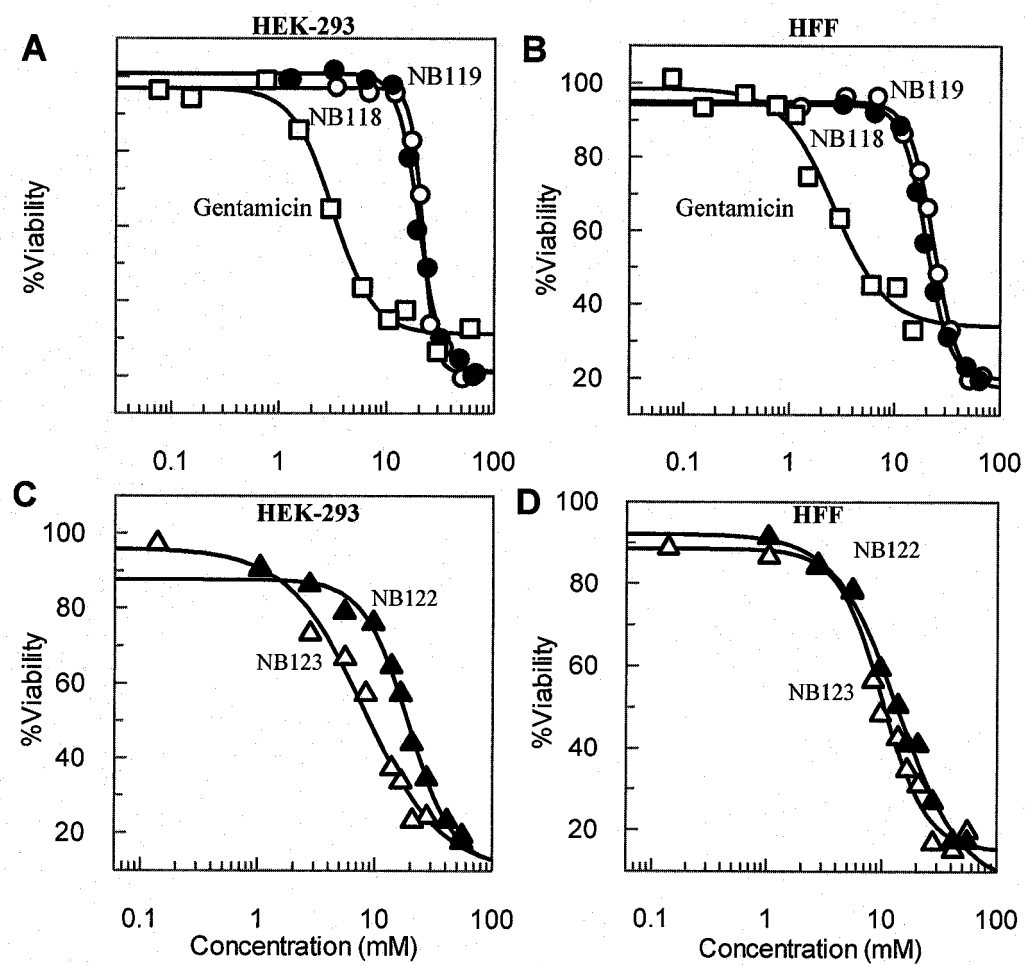 A
HEK-293
NB119
NB118
Gentamicin
%Viability
0.1 1 10 100
B
HFF
100
80
60
40
20
NB119
NB118
Gentamicin
%Viability
0.1 1 10 100
C
HEK-293
100
80
60
40
20
NB122
NB123
%Viability
0.1 1 10 100
Concentration (mM)
D
HFF
100
80
60
40
20
NB122
NB123
%Viability
0.1 1 10 100
Concentration (mM)